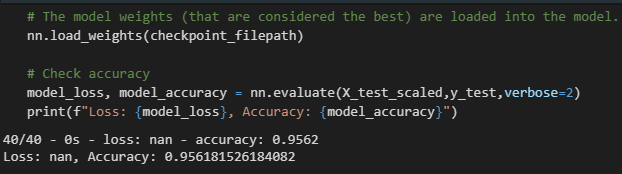 # The model weights (that are considered the best) are loaded into the model.
nn.load_weights(checkpoint_filepath)
# Check accuracy
model_loss, model_accuracy = nn.evaluate(X_test_scaled,y_test,verbose=2)
print(f"Loss: {model_loss}, Accuracy: {model_accuracy}")
40/40 - 0s - loss: nan - accuracy: 0.9562
Loss: nan, Accuracy: 0.956181526184082